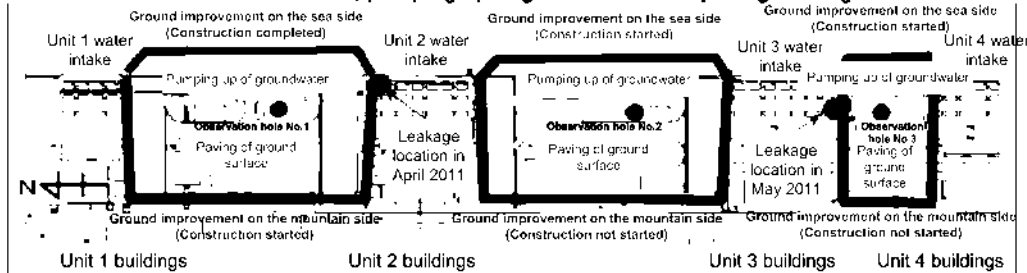 Ground improvement on the sea side
(Construction completed)
Ground improvement on the sea side
(Construction started)
Ground improvement on the sea side
(Construction started)
Unit 1 water
intake
Unit 2 water
intake
Unit 3 water
intake
Unit 4 water
intake
Pumping up of groundwater
Pumping up of groundwater
Pumping up of groundwater
Observation hole No.1
Paving of ground
surface
Leakage
location in
April 2011
Observation hole No.2
Paving of ground
surface
Leakage
location in
May 2011
Observation
hole No 3
Paving of
ground
surface
N
Ground improvement on the mountain side
(Construction started)
Ground improvement on the mountain side
(Construction not started)
Ground improvement on the mountain side
(Construction not started)
Unit 1 buildings
Unit 2 buildings
Unit 3 buildings
Unit 4 buildings